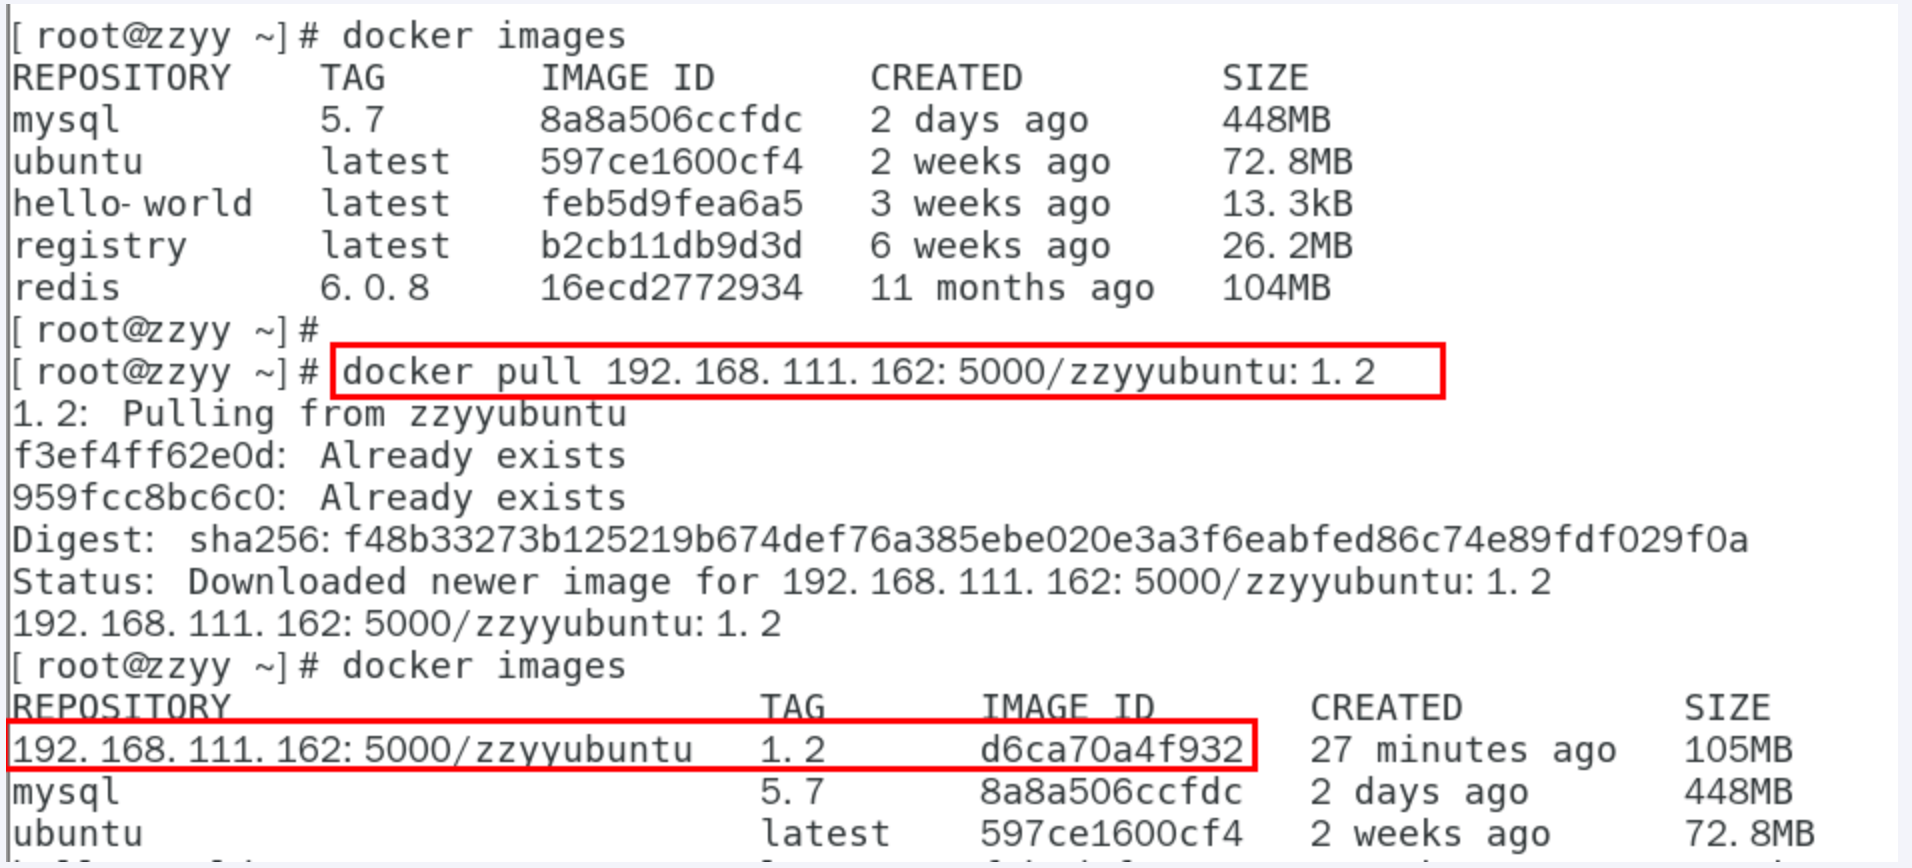 [root@zzyy ~]# docker images
REPOSITORY TAG IMAGE ID CREATED SIZE
mysql 5.7 8a8a506ccfdc 2 days ago 448MB
ubuntu latest 597ce1600cf4 2 weeks ago 72.8MB
hello-world latest feb5d9fea6a5 3 weeks ago 13.3kB
registry latest b2cb11db9d3d 6 weeks ago 26.2MB
redis 6.0.8 16ecd2772934 11 months ago 104MB
[root@zzyy ~]#
[root@zzyy ~]# docker pull 192.168.111.162:5000/zzyyubuntu:1.2
1.2: Pulling from zzyyubuntu
f3ef4ff62e0d: Already exists
959fcc8bc6c0: Already exists
Digest: sha256:f48b33273b125219b674def76a385ebe020e3a3f6eabfed86c74e89fdf029f0a
Status: Downloaded newer image for 192.168.111.162:5000/zzyyubuntu:1.2
192.168.111.162:5000/zzyyubuntu:1.2
[root@zzyy ~]# docker images
REPOSITORY TAG IMAGE ID CREATED SIZE
192.168.111.162:5000/zzyyubuntu 1.2 d6ca70a4f932 27 minutes ago 105MB
mysql 5.7 8a8a506ccfdc 2 days ago 448MB
ubuntu latest 597ce1600cf4 2 weeks ago 72.8MB